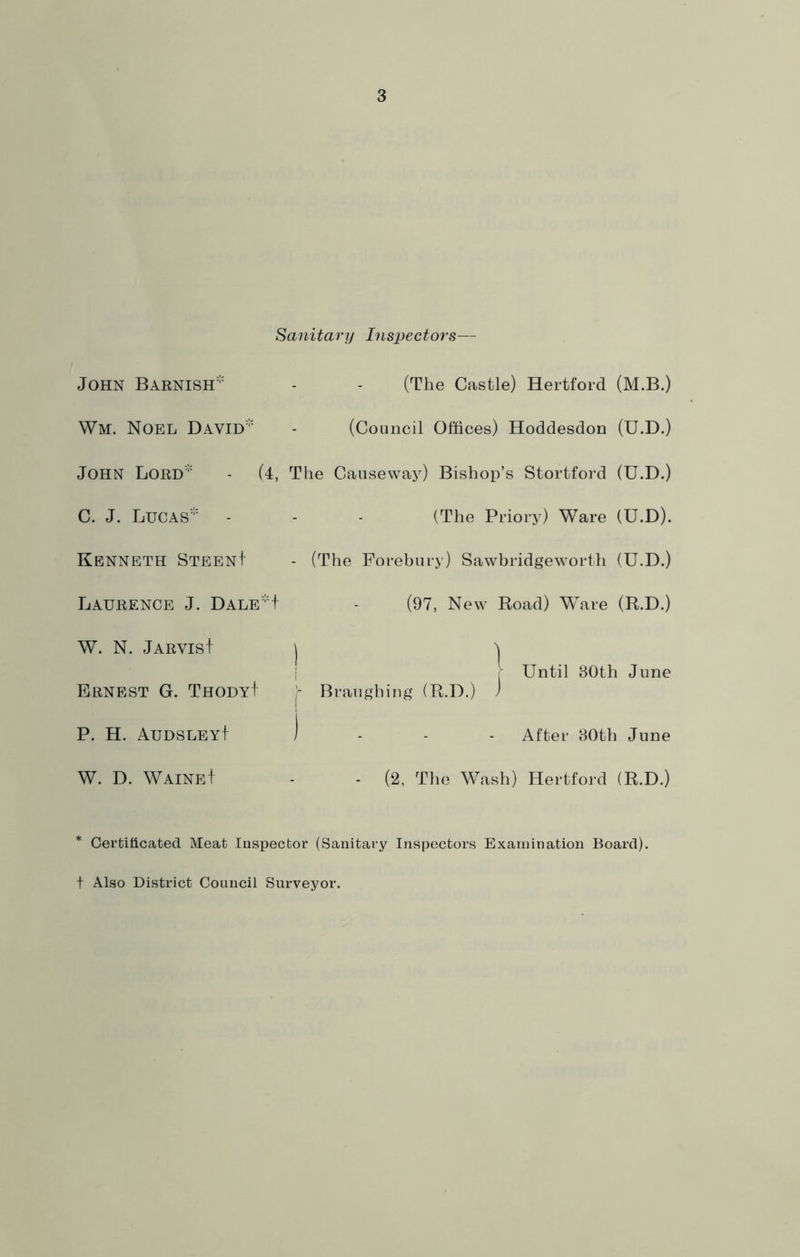 3
Sanitary Inspectors—
JOHN BARNISH* - - (The Castle) Hertford (M.B.)
WM. NOEL DAVID* - (Council Offices) Hoddesdon (U.D.)
JOHN LORD* - (4, The Causeway) Bishop's Stortford (U.D.)
C. J. LUCAS* - - - (The Priory) Ware (U.D).
KENNETH STEEN† - (The Forebury) Sawbridgeworth (U.D.)
LAURENCE J. DALE*† - (97, New Road) Ware (R.D.)
W. N. JARVIS†
Until 30th June
ERNEST G. THODY† Braughing (R.D.)
P. H. AUDSLEY† - - - After 30th June
W. D. WAINE† - - (2, The Wash) Hertford (R.D.)
* Certificated Meat Inspector (Sanitary Inspectors Examination Board).
† Also District Council Surveyor.